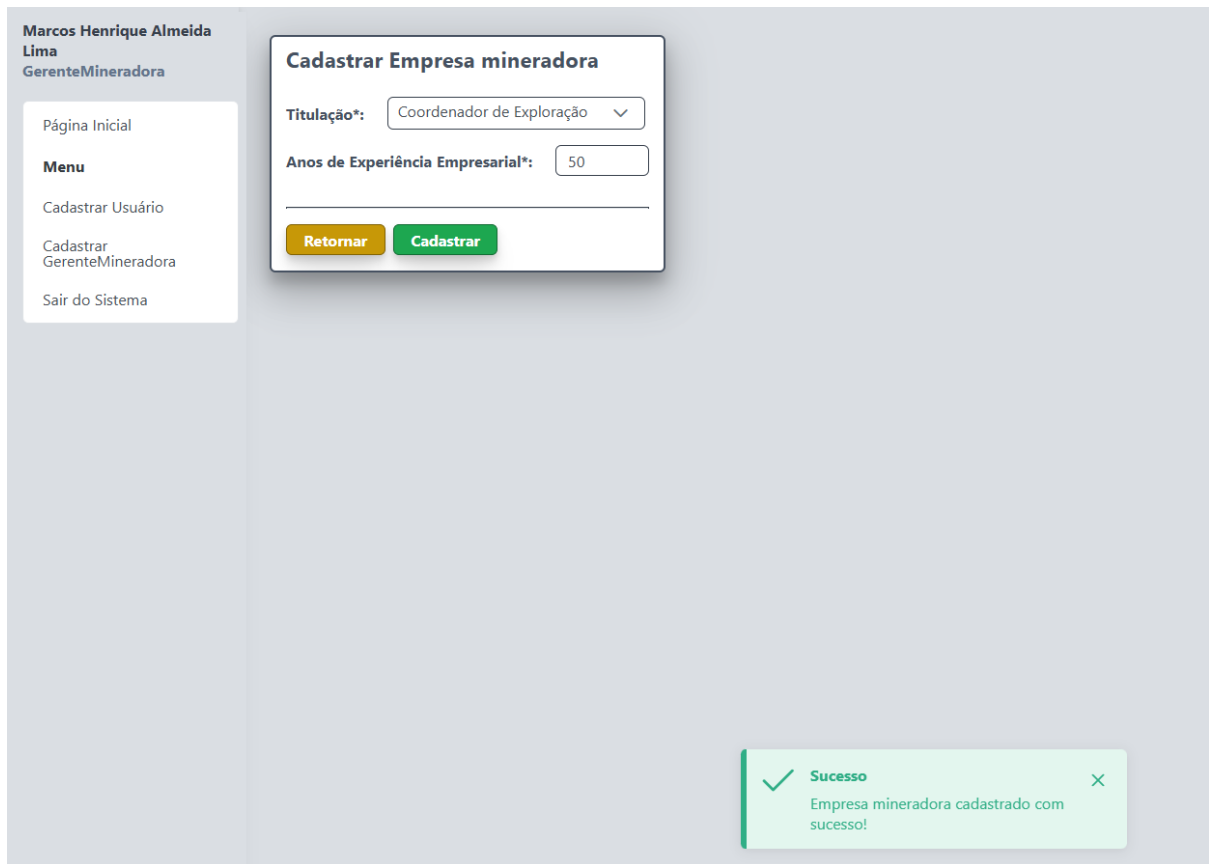 Marcos Henrique Almeida
Lima
GerenteMineradora
Página Inicial
Menu
Cadastrar Usuário
Cadastrar
GerenteMineradora
Sair do Sistema
Cadastrar Empresa mineradora
Titulação*: Coordenador de Exploração
Anos de Experiência Empresarial*: 50
Retornar Cadastrar
Sucesso
Empresa mineradora cadastrado com
sucesso!